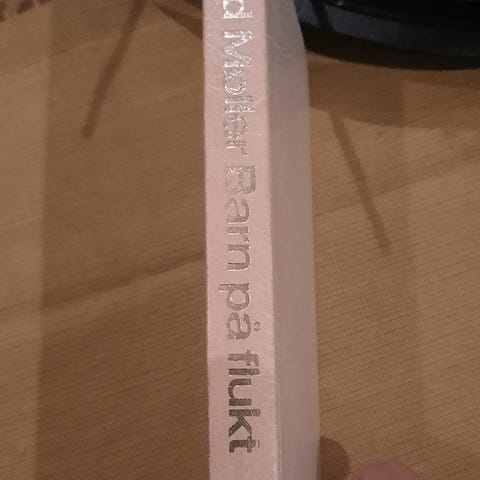 d Møller Barn på flukt